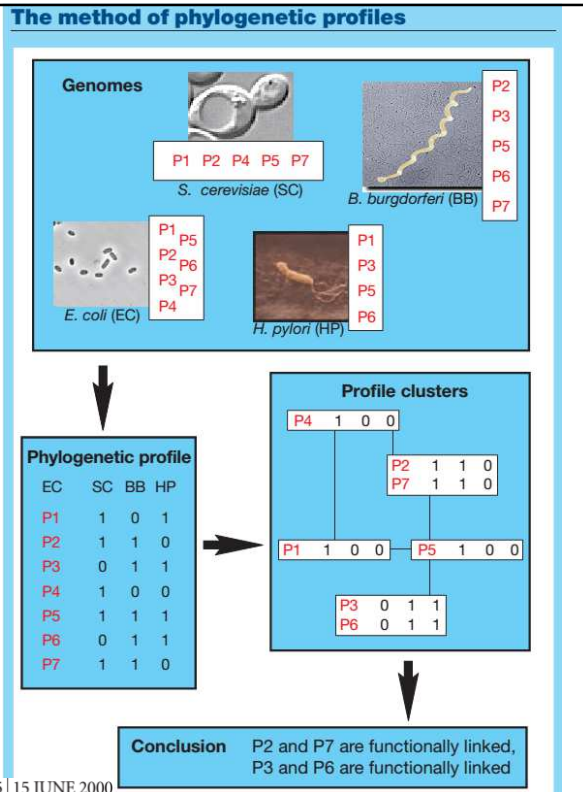 The method of phylogenetic profiles
Genomes
P1 P2 P4 P5 P7
S. cerevisiae (SC)
P2
P3
P5
P6
P7
B. burgdorferi (BB)
P1
P5
P2
P6
P3
P7
P4
E. coli (EC)
P1
P3
P5
P6
H. pylori (HP)
Phylogenetic profile
EC SC BB HP
P1 1 0 1
P2 1 1 0
P3 0 1 1
P4 1 0 0
P5 1 1 1
P6 0 1 1
P7 1 1 0
Profile clusters
P4 1 0 0
P2 1 1 0
P7 1 1 0
P1 1 0 0
P5 1 0 0
P3 0 1 1
P6 0 1 1
Conclusion P2 and P7 are functionally linked,
P3 and P6 are functionally linked
15 JUNE 2000